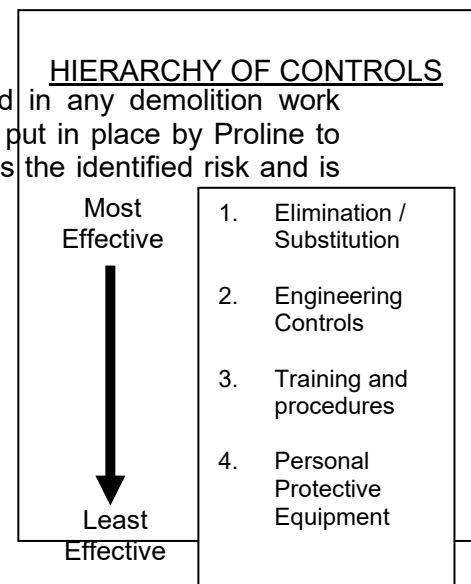 HIERARCHY OF CONTROLS
d in any demolition work
put in place by Proline to
s the identified risk and is
Most
Effective
1. Elimination /
Substitution
2. Engineering
Controls
3. Training and
procedures
4. Personal
Protective
Equipment
Least
Effective